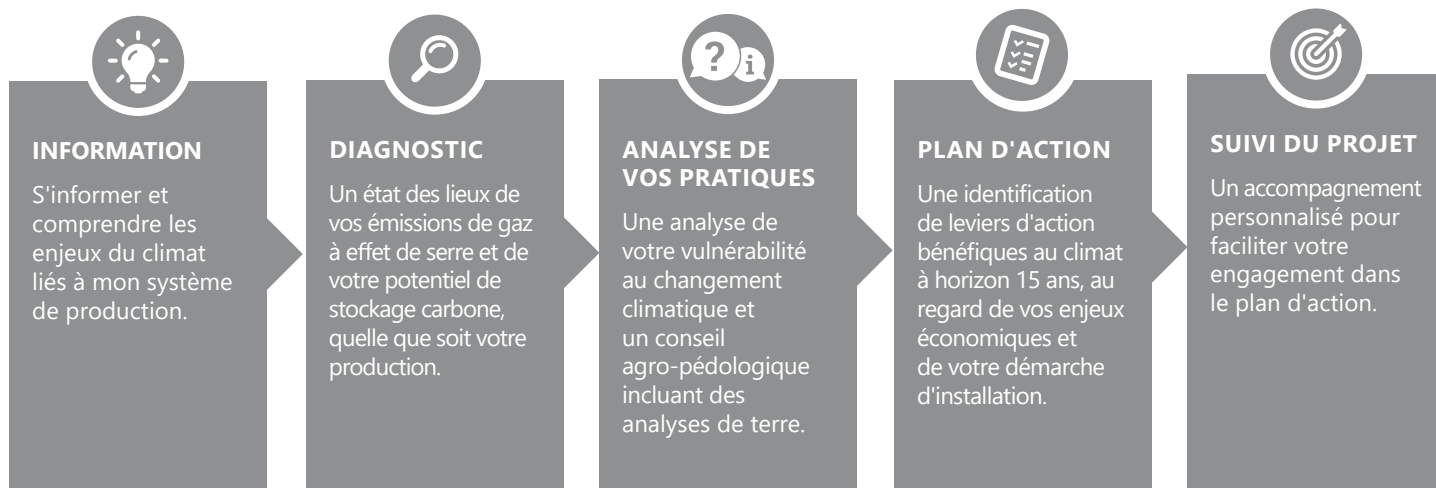 INFORMATION
S'informer et
comprendre les
enjeux du climat
liés à mon système
de production.
DIAGNOSTIC
Un état des lieux de
vos émissions de gaz
à effet de serre et de
votre potentiel de
stockage carbone,
quelle que soit votre
production.
?
i
ANALYSE DE
VOS PRATIQUES
Une analyse de
votre vulnérabilité
au changement
climatique et
un conseil
agro-pédologique
incluant des
analyses de terre.
PLAN D'ACTION
Une identification
de leviers d'action
bénéfiques au climat
à horizon 15 ans, au
regard de vos enjeux
économiques et
de votre démarche
d'installation.
SUIVI DU PROJET
Un accompagnement
personnalisé pour
faciliter votre
engagement dans
le plan d'action.